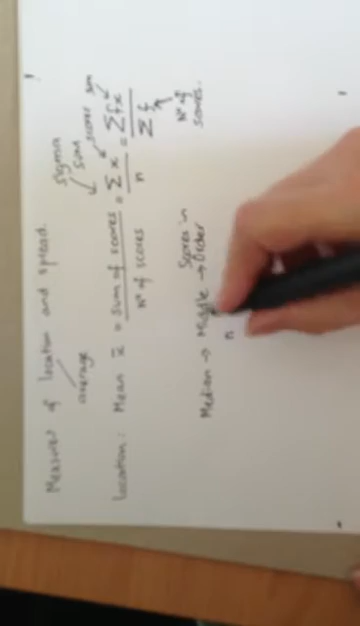 Measures of location and spread.
average
Location: Mean x̄ = sum of scores / Nº of scores = Σx / n = Σfx / Σf
sigma
sum
scores
sum
Nº of
scores.
Median → Middle → Scores in
Order
n